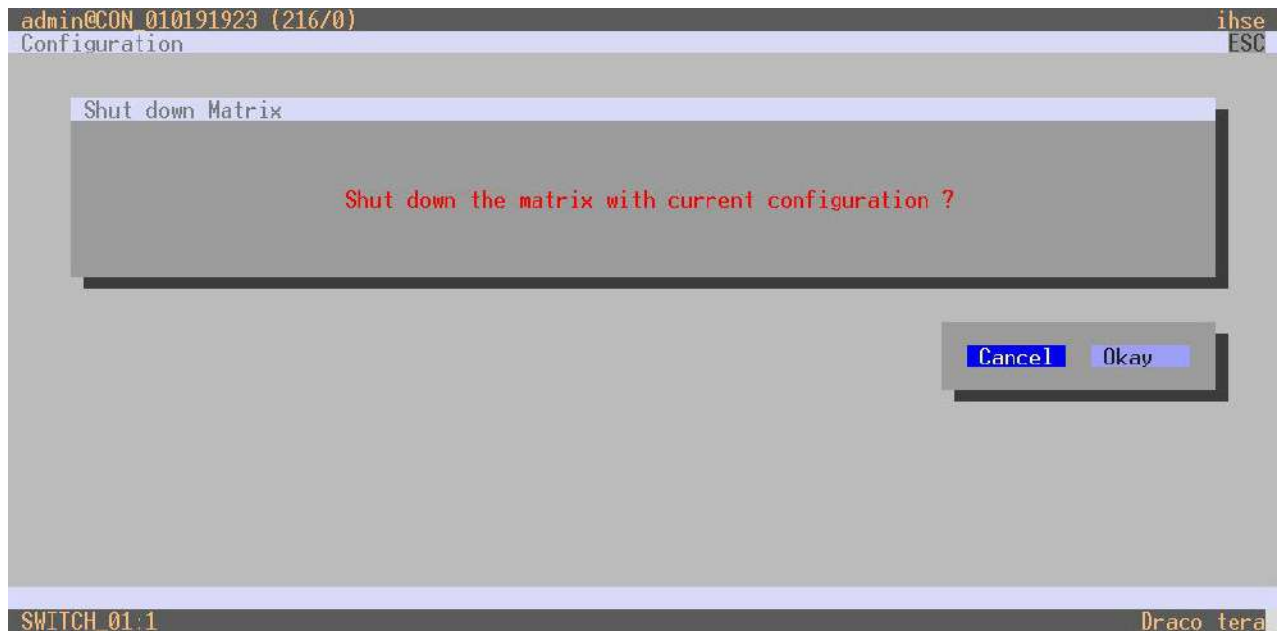 admin@CON_010191923 (216/0) ihse
Configuration ESC
Shut down Matrix
Shut down the matrix with current configuration ?
Cancel Okay
SWITCH_01:1 Draco tera